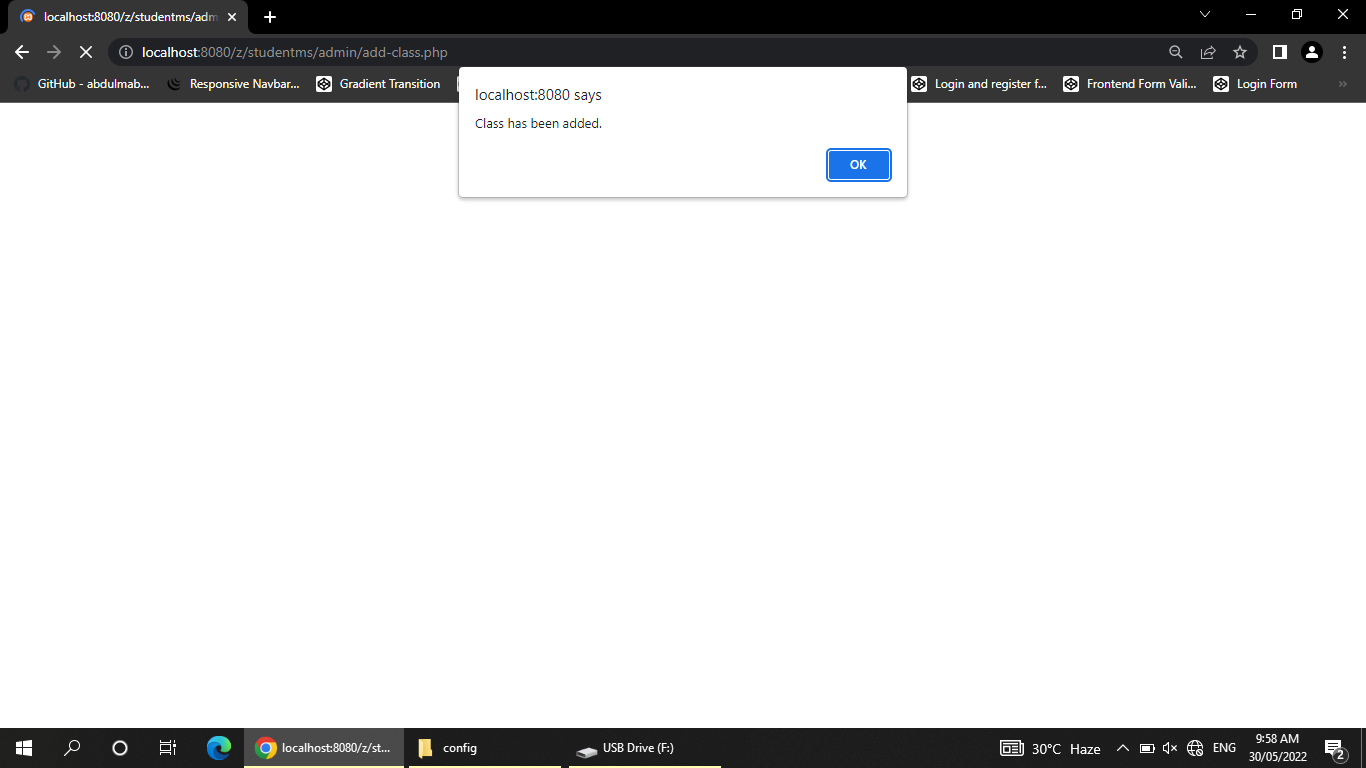 localhost:8080/z/studentms/adm
localhost:8080/z/studentms/admin/add-class.php
GitHub - abdulmab...
Responsive Navbar...
Gradient Transition
Login and register f...
Frontend Form Vali...
Login Form
localhost:8080 says
Class has been added.
OK
localhost:8080/z/st...
config
USB Drive (F:)
30°C Haze
ENG
9:58 AM
30/05/2022
2